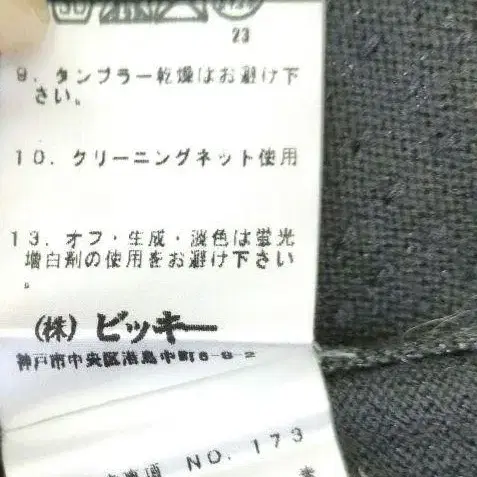 23
9. タンブラー乾燥はお避け下
さい。
10. クリーニングネット使用
13. オフ・生成・淡色は蛍光
増白剤の使用をお避け下さい
。
(株) ビッキー
神戸市中央区港島中町6-8-2
NO. 173